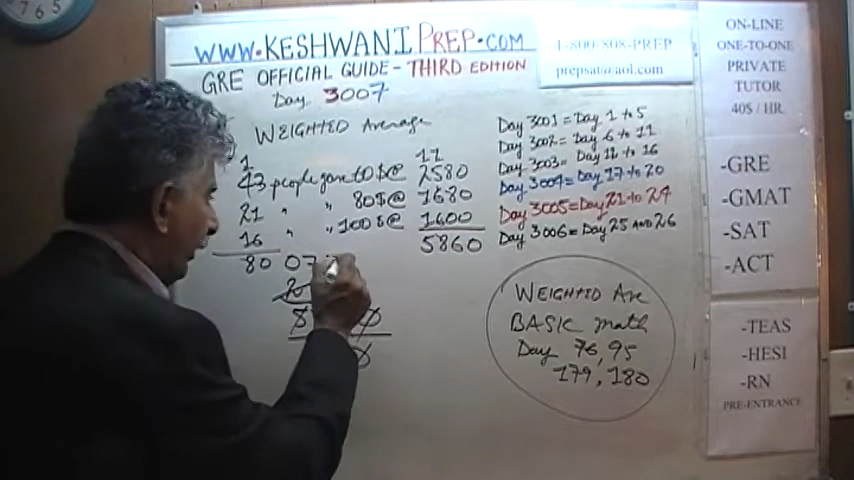 WWW.KESHWANIPREP.COM
GRE OFFICIAL GUIDE - THIRD EDITION
Day 3007
1-800-808-PREP
prepsat@aol.com
WEIGHTED Average
1
43 people gave 60 $@ 2580
21 " " 80 $@ 1680
16 " " 100 $@ 1600
80
11
5860
07
Day 3001 = Day 1 to 5
Day 3002 = Day 6 to 11
Day 3003 = Day 12 to 16
Day 3004 = Day 17 to 20
Day 3005 = Day 21 to 24
Day 3006 = Day 25 AND 26
WEIGHTED Ave
BASIC math
Day 76, 95
179, 180
ON-LINE
ONE-TO-ONE
PRIVATE
TUTOR
40$ / HR.
-GRE
-GMAT
-SAT
-ACT
-TEAS
-HESI
-RN
PRE-ENTRANCE
7 6 5